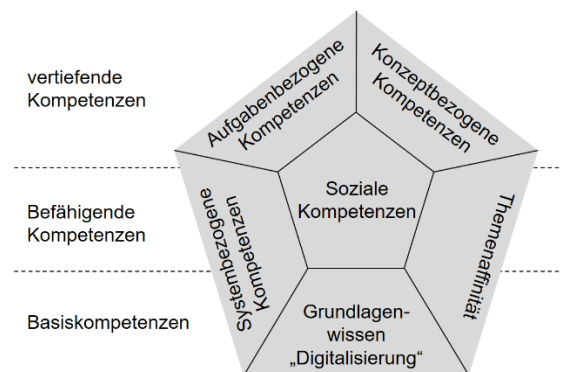 vertiefende
Kompetenzen
Aufgabenbezogene
Kompetenzen
Konzeptbezogene
Kompetenzen
Befähigende
Kompetenzen
Systembezogene
Kompetenzen
Soziale
Kompetenzen
Themenaffinität
Basiskompetenzen
Grundlagen-
wissen
„Digitalisierung“